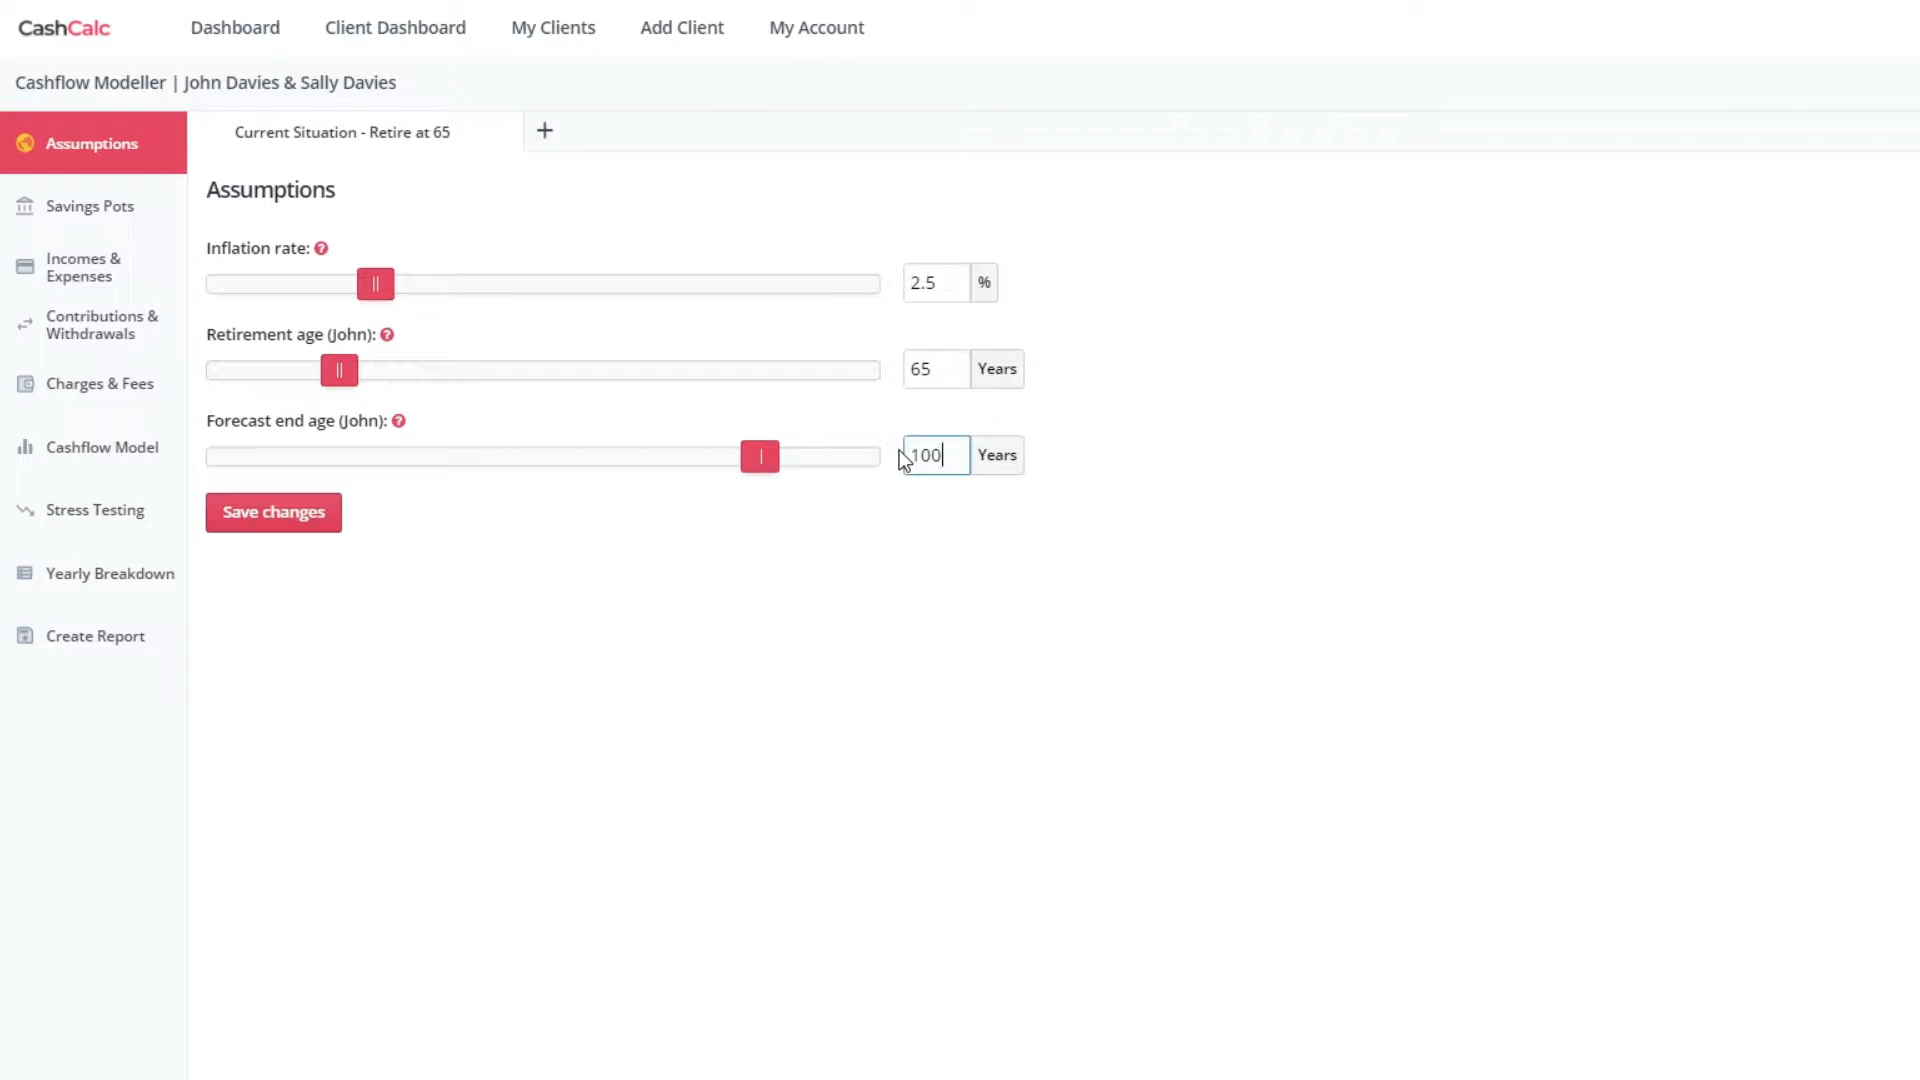 CashCalc Dashboard Client Dashboard My Clients Add Client My Account
Cashflow Modeller | John Davies & Sally Davies
Assumptions
Savings Pots
Incomes &
Expenses
Contributions &
Withdrawals
Charges & Fees
Cashflow Model
Stress Testing
Yearly Breakdown
Create Report
Current Situation - Retire at 65 +
Assumptions
Inflation rate: ?
2.5 %
Retirement age (John): ?
65 Years
Forecast end age (John): ?
100 Years
Save changes